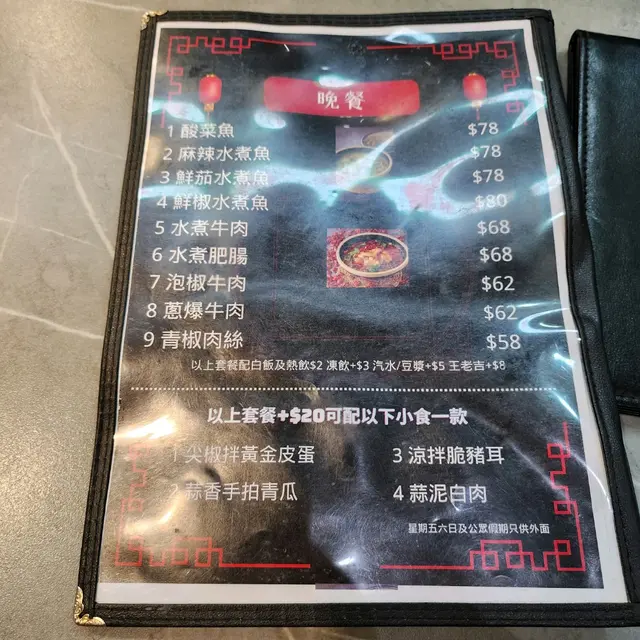 晚餐
1 酸菜魚 $78
2 麻辣水煮魚 $78
3 鮮茄水煮魚 $78
4 鮮椒水煮魚 $80
5 水煮牛肉 $68
6 水煮肥腸 $68
7 泡椒牛肉 $62
8 蔥爆牛肉 $62
9 青椒肉絲 $58
以上套餐配白飯及熱飲$2 凍飲+$3 汽水/豆漿+$5 王老吉+$8
以上套餐+$20可配以下小食一款
1 尖椒拌黃金皮蛋 3 涼拌脆豬耳
2 蒜香手拍青瓜 4 蒜泥白肉
星期五六日及公眾假期只供外面